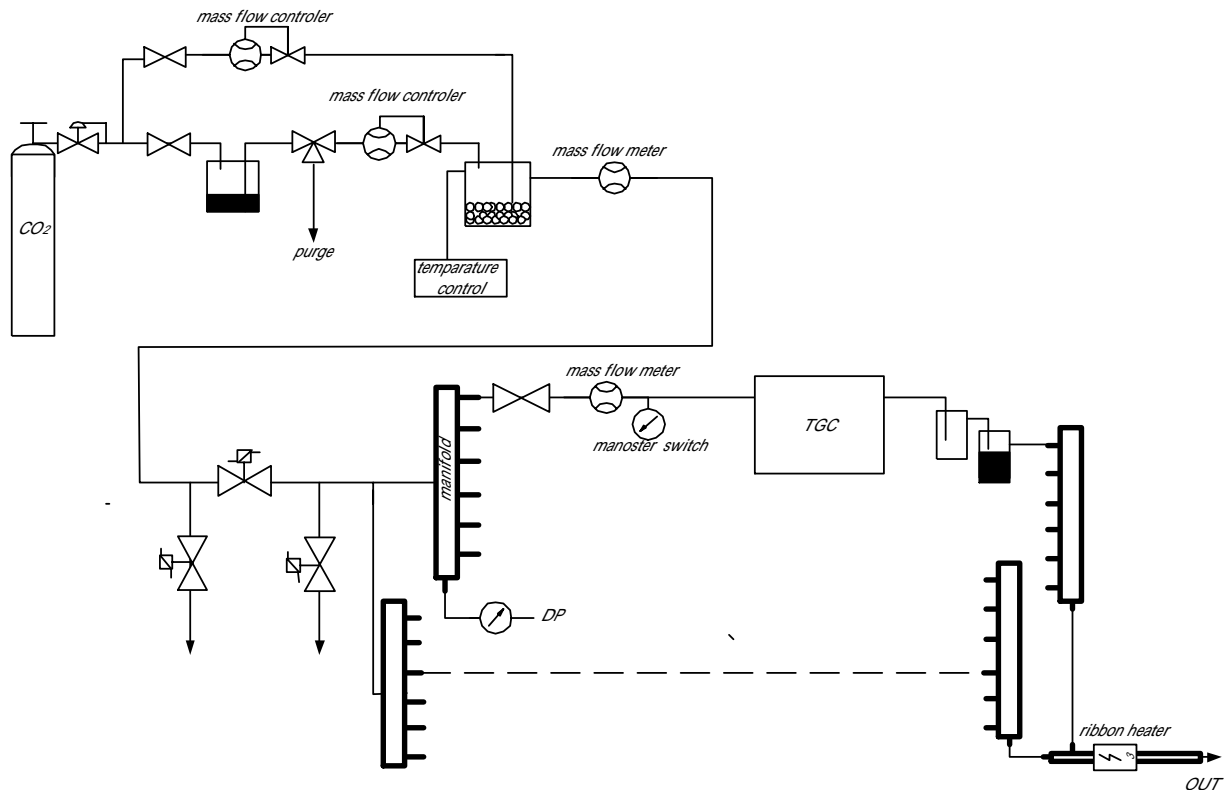 mass flow controler
mass flow controler
mass flow meter
CO2
purge
temparature
control
mass flow meter
TGC
manoster switch
manifold
DP
ribbon heater
3
OUT